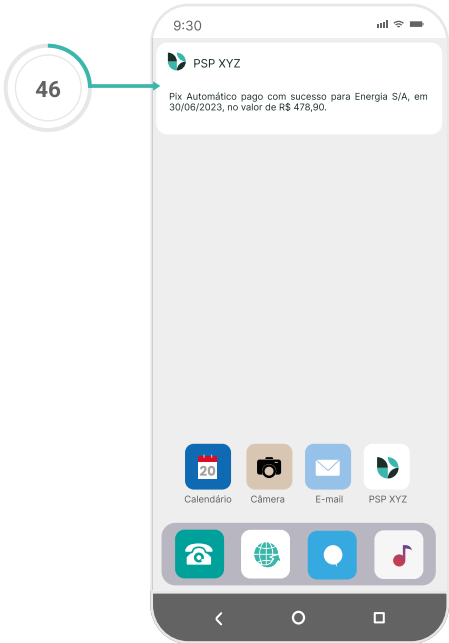 9:30
PSP XYZ
46
Pix Automático pago com sucesso para Energia S/A, em
30/06/2023, no valor de R$ 478,90.
20
Calendário
Câmera
E-mail
PSP XYZ